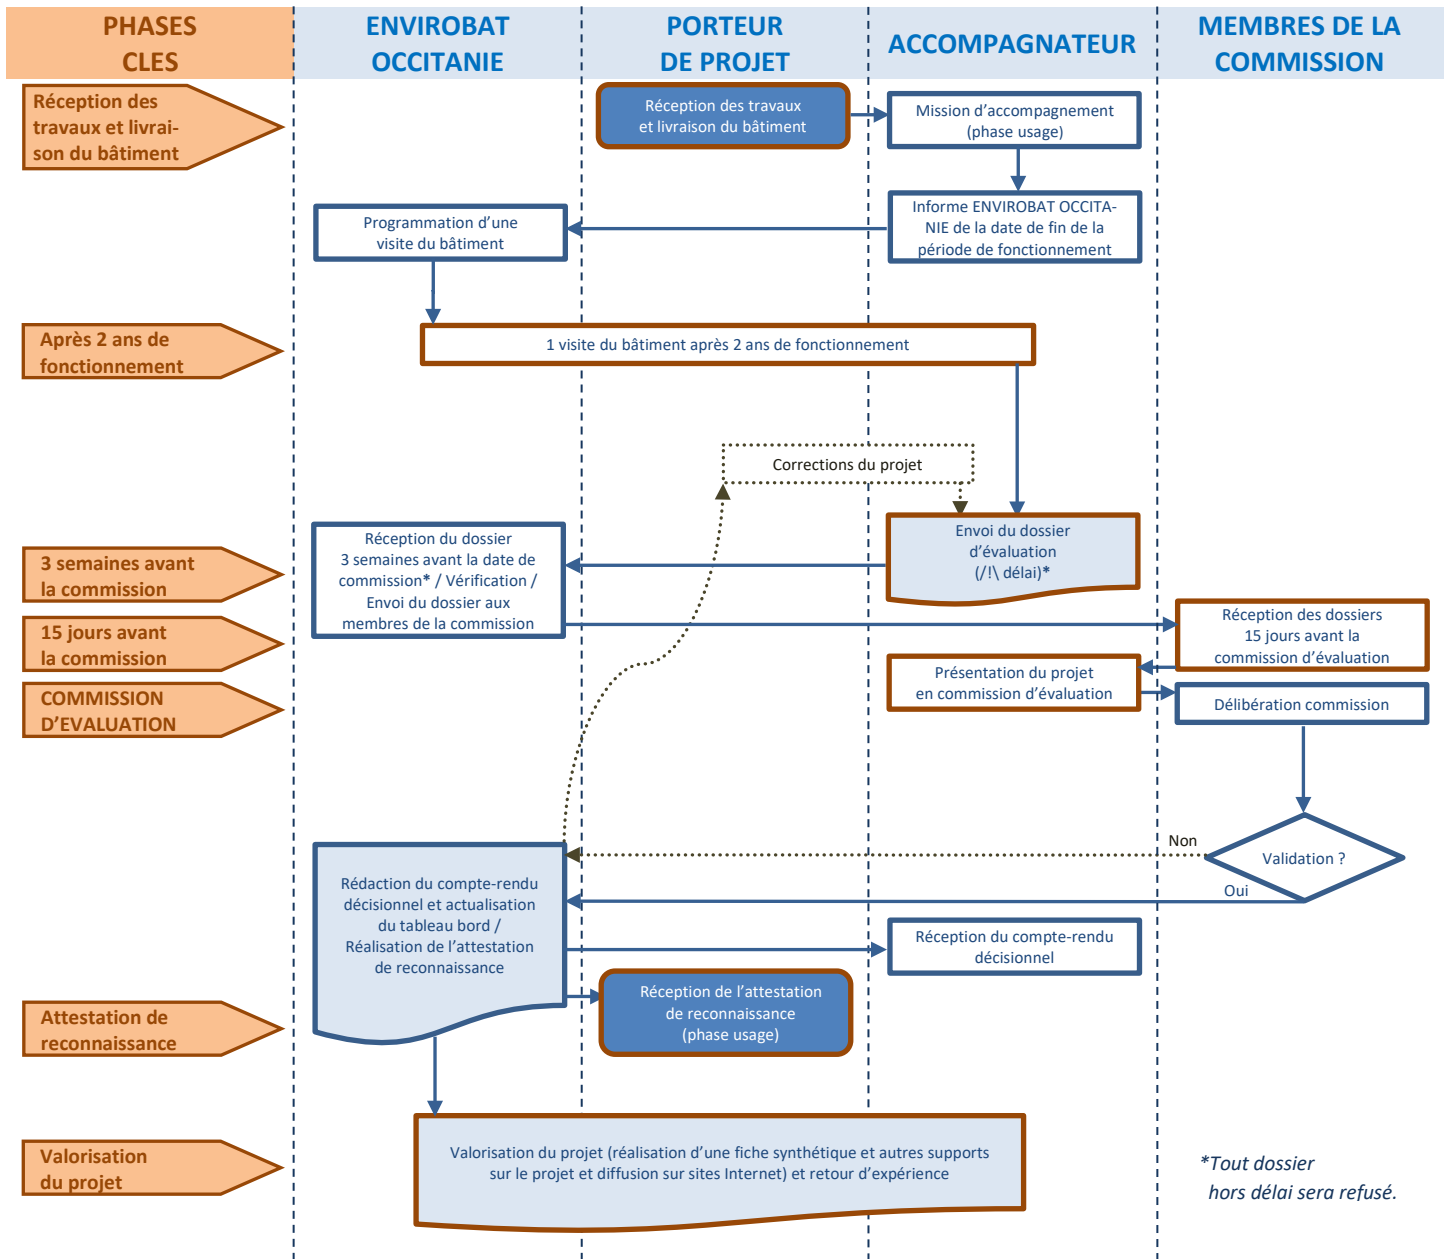 PHASES
CLES
ENVIROBAT
OCCITANIE
PORTEUR
DE PROJET
ACCOMPAGNATEUR
MEMBRES DE LA
COMMISSION
Réception des
travaux et livrai-
son du bâtiment
Réception des travaux
et livraison du bâtiment
Mission d’accompagnement
(phase usage)
Programmation d’une
visite du bâtiment
Informe ENVIROBAT OCCITA-
NIE de la date de fin de la
période de fonctionnement
Après 2 ans de
fonctionnement
1 visite du bâtiment après 2 ans de fonctionnement
Corrections du projet
3 semaines avant
la commission
Réception du dossier
3 semaines avant la date de
commission* / Vérification /
Envoi du dossier aux
membres de la commission
Envoi du dossier
d’évaluation
(/!\ délai)*
15 jours avant
la commission
Réception des dossiers
15 jours avant la
commission d’évaluation
COMMISSION
D’EVALUATION
Présentation du projet
en commission d’évaluation
Délibération commission
Non
Validation ?
Oui
Rédaction du compte-rendu
décisionnel et actualisation
du tableau bord /
Réalisation de l’attestation
de reconnaissance
Réception du compte-rendu
décisionnel
Attestation de
reconnaissance
Réception de l’attestation
de reconnaissance
(phase usage)
Valorisation
du projet
Valorisation du projet (réalisation d’une fiche synthétique et autres supports
sur le projet et diffusion sur sites Internet) et retour d’expérience
*Tout dossier
hors délai sera refusé.